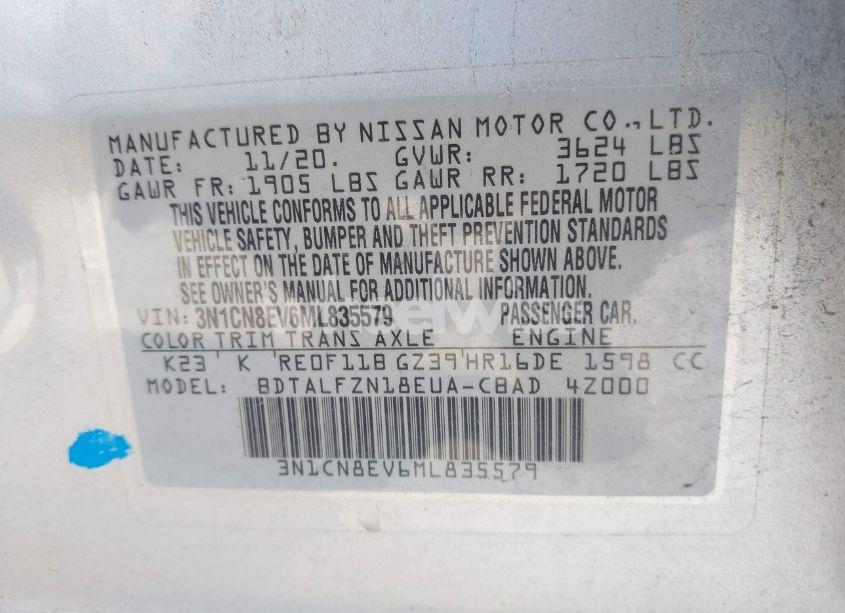 MANUFACTURED BY NISSAN MOTOR CO., LTD.
DATE: 11/20. GVWR: 3624 LBS
GAWR FR: 1905 LBS GAWR RR: 1720 LBS
THIS VEHICLE CONFORMS TO ALL APPLICABLE FEDERAL MOTOR
VEHICLE SAFETY, BUMPER AND THEFT PREVENTION STANDARDS
IN EFFECT ON THE DATE OF MANUFACTURE SHOWN ABOVE.
SEE OWNER'S MANUAL FOR ADDITIONAL INFORMATION.
VIN: 3N1CN8EV6ML835579 PASSENGER CAR.
COLOR TRIM TRANS AXLE ENGINE
K23 K RE0F11B GZ39 HR16DE 1598 CC
MODEL: BDTALFZN18EUA-CBAD 4Z000
3N1CN8EV6ML835579